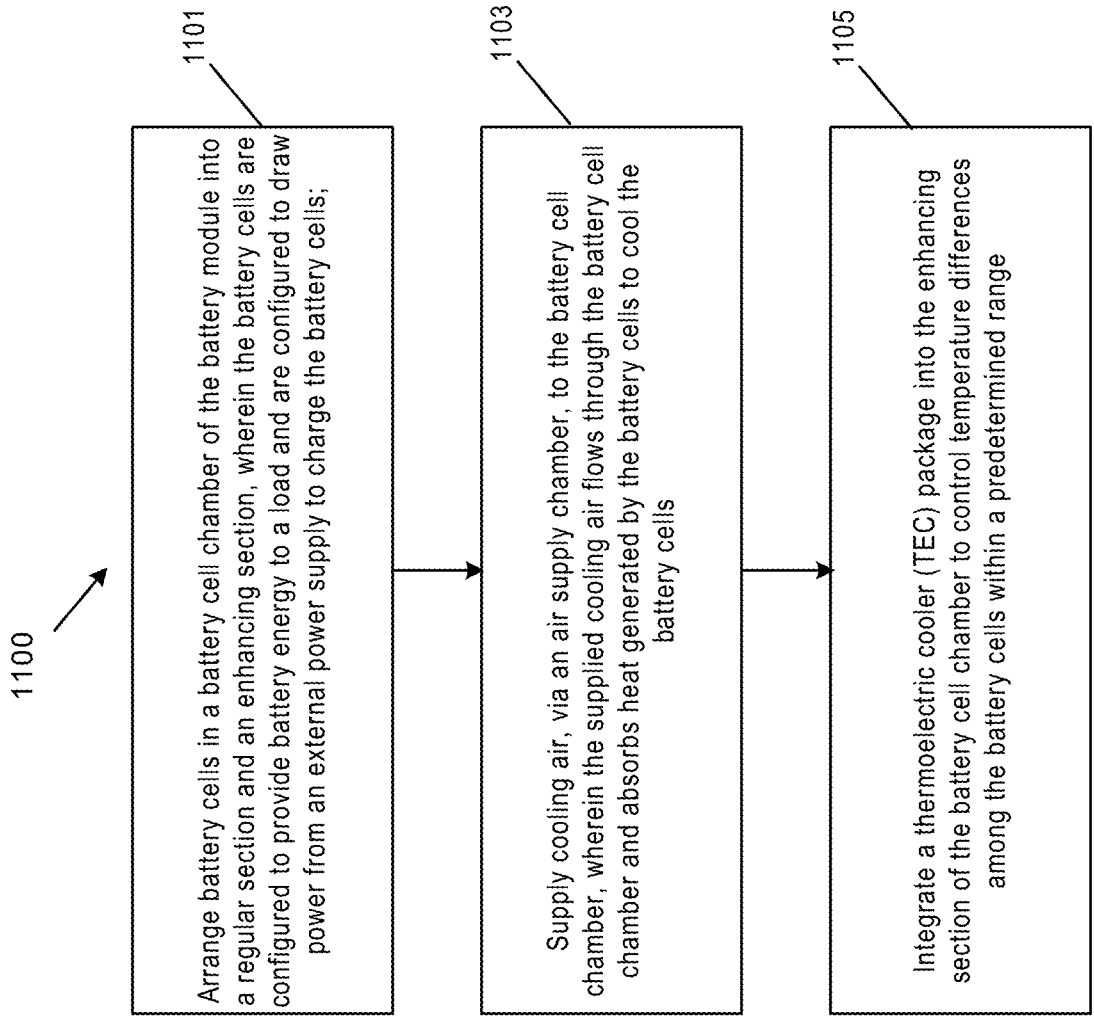 1100
1101
Arrange battery cells in a battery cell chamber of the battery module into
a regular section and an enhancing section, wherein the battery cells are
configured to provide battery energy to a load and are configured to draw
power from an external power supply to charge the battery cells;
1103
Supply cooling air, via an air supply chamber, to the battery cell
chamber, wherein the supplied cooling air flows through the battery cell
chamber and absorbs heat generated by the battery cells to cool the
battery cells
1105
Integrate a thermoelectric cooler (TEC) package into the enhancing
section of the battery cell chamber to control temperature differences
among the battery cells within a predetermined range